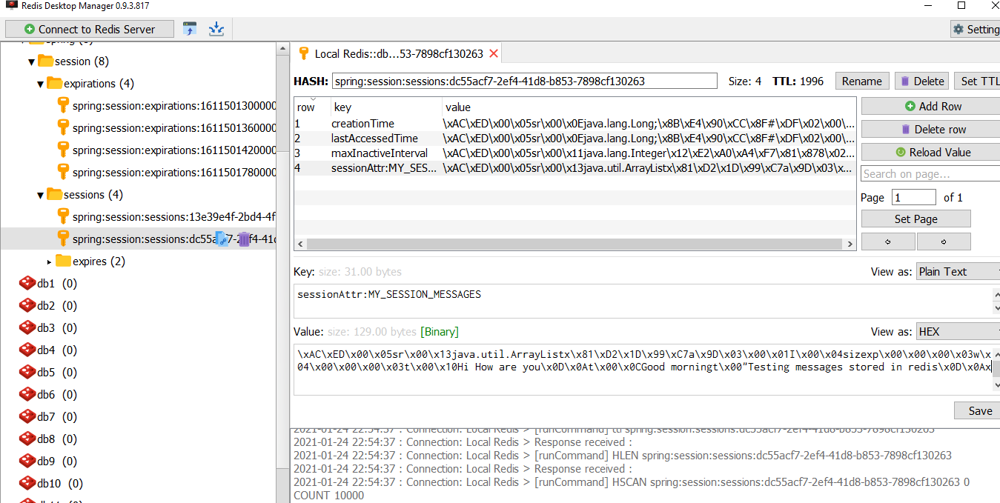 Redis Desktop Manager 0.9.3.817
Connect to Redis Server
Setting
session (8)
expirations (4)
spring:session:expirations:1611501300000
spring:session:expirations:1611501360000
spring:session:expirations:1611501420000
spring:session:expirations:1611501780000
sessions (4)
spring:session:sessions:13e39e4f-2bd4-4f
spring:session:sessions:dc55acf7-2ef4-41d
expires (2)
db1 (0)
db2 (0)
db3 (0)
db4 (0)
db5 (0)
db6 (0)
db7 (0)
db8 (0)
db9 (0)
db10 (0)
Local Redis::db...53-7898cf130263
HASH: spring:session:sessions:dc55acf7-2ef4-41d8-b853-7898cf130263 Size: 4 TTL: 1996 Rename Delete Set TTL
row key value
1 creationTime \xAC\xED\x00\x05sr\x00\x0Ejava.lang.Long;\x8B\xE4\x90\xCC\x8F#\xDF\x02\x00\...
2 lastAccessedTime \xAC\xED\x00\x05sr\x00\x0Ejava.lang.Long;\x8B\xE4\x90\xCC\x8F#\xDF\x02\x00\...
3 maxInactiveInterval \xAC\xED\x00\x05sr\x00\x11java.lang.Integer\x12\xE2\xA0\xA4\xF7\x81\x878\x02...
4 sessionAttr:MY_SES... \xAC\xED\x00\x05sr\x00\x13java.util.ArrayListx\x81\xD2\x1D\x99\xC7a\x9D\x03\x...
Add Row
Delete row
Reload Value
Search on page...
Page 1 of 1
Set Page
Key: size: 31.00 bytes View as: Plain Text
sessionAttr:MY_SESSION_MESSAGES
Value: size: 129.00 bytes [Binary] View as: HEX
\xAC\xED\x00\x05sr\x00\x13java.util.ArrayListx\x81\xD2\x1D\x99\xC7a\x9D\x03\x00\x01I\x00\x04sizexp\x00\x00\x00\x03w\x
04\x00\x00\x00\x03t\x00\x10Hi How are you\x0D\x0At\x00\x0CGood morningt\x00"Testing messages stored in redis\x0D\x0Ax
Save
2021-01-24 22:54:37 : Connection: Local Redis > [runCommand] ttl spring:session:sessions:dc55acf7-2ef4-41d8-b853-7898cf130263
2021-01-24 22:54:37 : Connection: Local Redis > Response received :
2021-01-24 22:54:37 : Connection: Local Redis > [runCommand] HLEN spring:session:sessions:dc55acf7-2ef4-41d8-b853-7898cf130263
2021-01-24 22:54:37 : Connection: Local Redis > Response received :
2021-01-24 22:54:37 : Connection: Local Redis > [runCommand] HSCAN spring:session:sessions:dc55acf7-2ef4-41d8-b853-7898cf130263 0
COUNT 10000